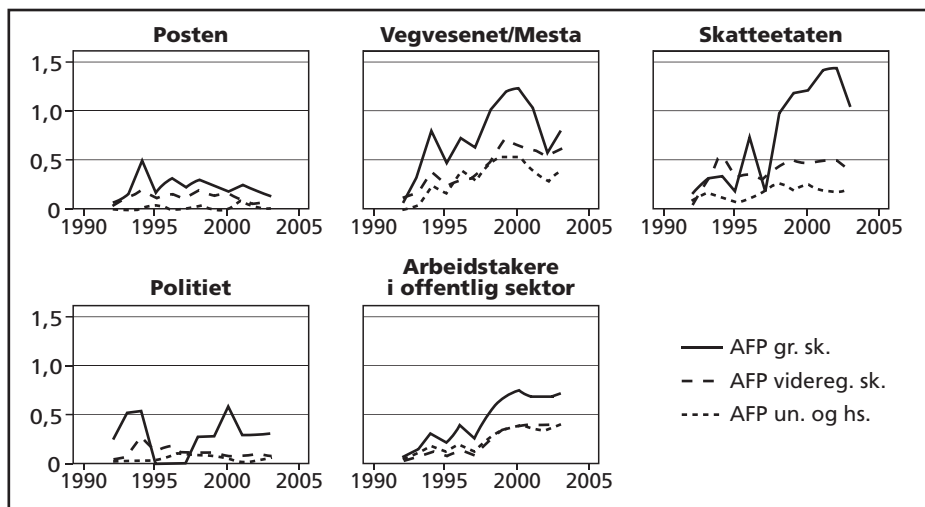 Posten
Vegvesenet/Mesta
Skatteetaten
1,5
1,0
0,5
0
1990 1995 2000 2005
1990 1995 2000 2005
1990 1995 2000 2005
Politiet
Arbeidstakere
i offentlig sektor
1,5
1,0
0,5
0
1990 1995 2000 2005
1990 1995 2000 2005
AFP gr. sk.
AFP videreg. sk.
AFP un. og hs.